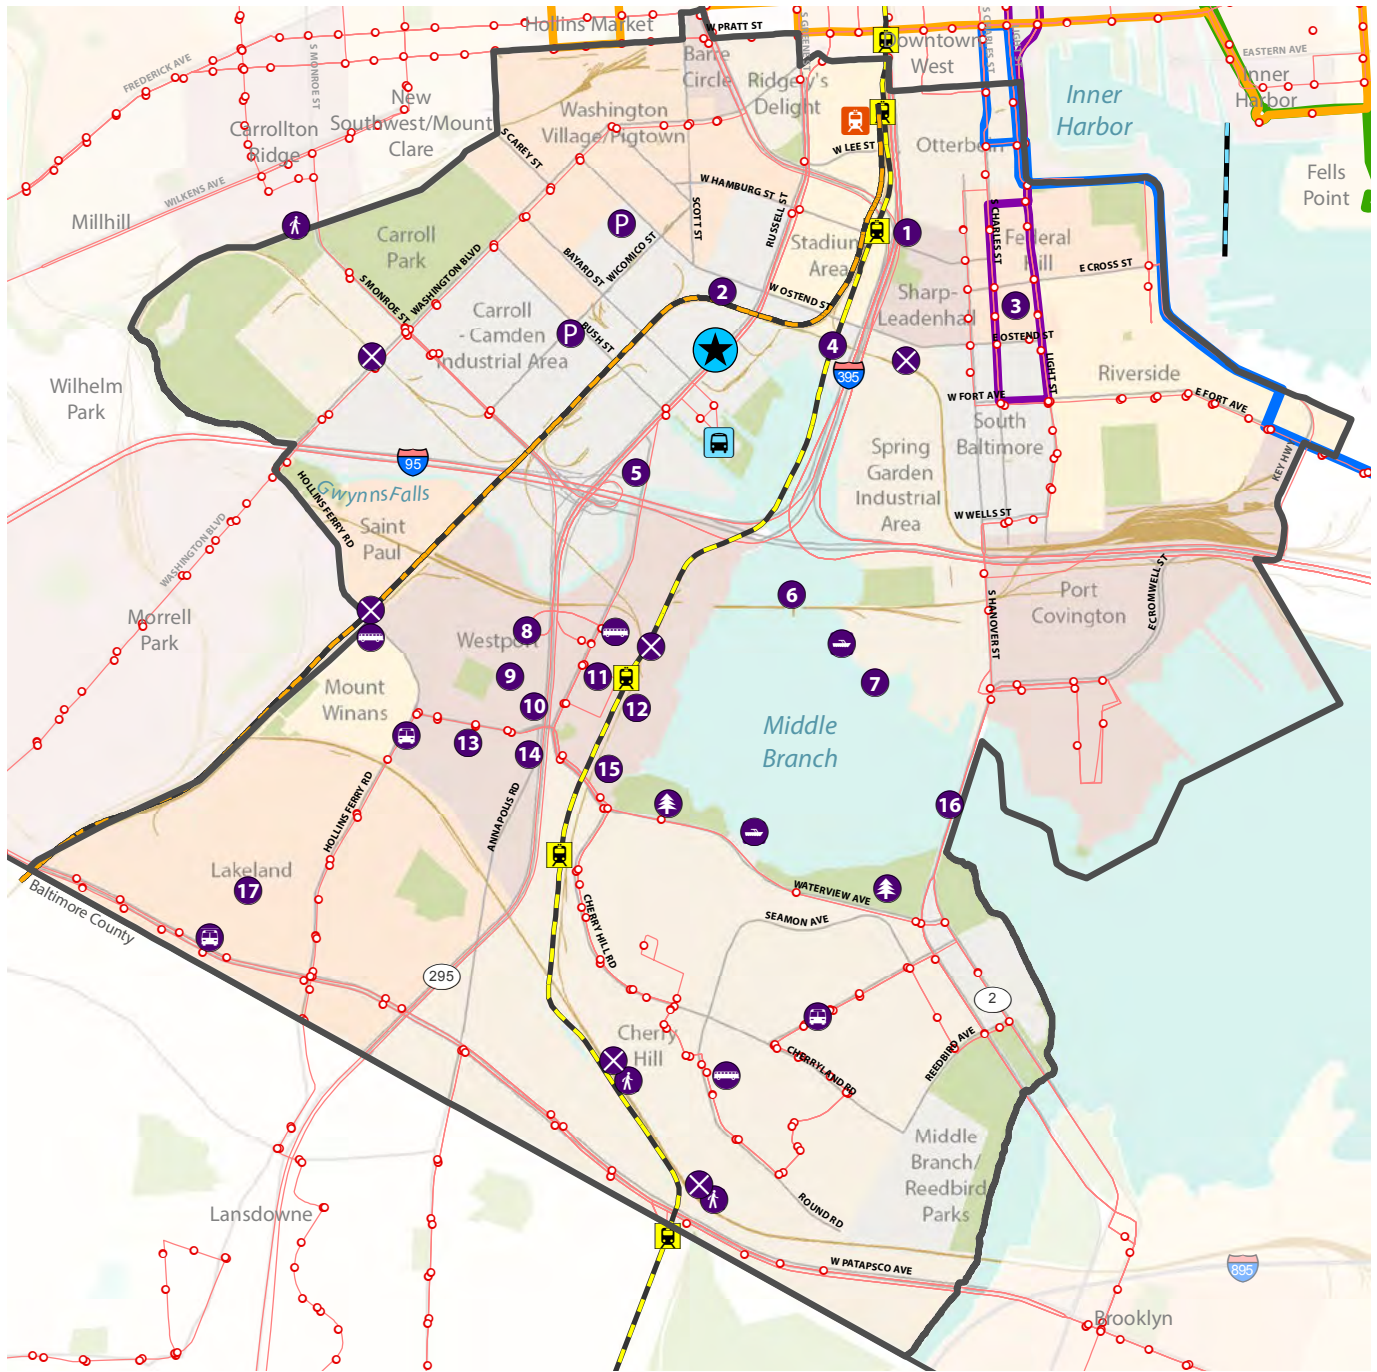 Hollins Market
W PRATT ST
S GREENE ST
S CHARLES ST
LIGHT ST
Downtown
West
EASTERN AVE
Inner
Harbor
FREDERICK AVE
S MONROE ST
Barre
Circle
Ridgely's
Delight
Inner
Harbor
New
Southwest/Mount
Clare
Washington
Village/Pigtown
Carrollton
Ridge
S CAREY ST
W LEE ST
Otterbein
Fells
Point
WILKENS AVE
Millhill
W HAMBURG ST
SCOTT ST
RUSSELL ST
S CHARLES ST
Carroll
Park
P
1
Stadium
Area
Federal
Hill
E CROSS ST
WASHINGTON BLVD
BAYARD ST
WICOMICO ST
S MONROE ST
2
W OSTEND ST
Sharp-
Leadenhall
3
Carroll
- Camden
Industrial Area
P
BUSH ST
4
E OSTEND ST
LIGHT ST
395
Riverside
Wilhelm
Park
W FORT AVE
E FORT AVE
South
Baltimore
Spring
Garden
Industrial
Area
KEY HWY
95
5
Gwynns Falls
HOLLINS FERRY RD
Saint
Paul
W WELLS ST
WASHINGTON BLVD
Morrell
Park
6
S HANOVER ST
Port
Covington
E CROMWELL ST
Westport
8
9
11
7
10
12
Mount
Winans
13
14
15
Middle
Branch
16
HOLLINS FERRY RD
ANNAPOLIS RD
Lakeland
17
Baltimore County
WATERVIEW AVE
SEAMON AVE
CHERRY HILL RD
295
2
Cherry
Hill
CHERRYLAND RD
REEDBIRD AVE
Middle
Branch/
Reedbird
Parks
ROUND RD
Lansdowne
W PATAPSCO AVE
895
Brooklyn